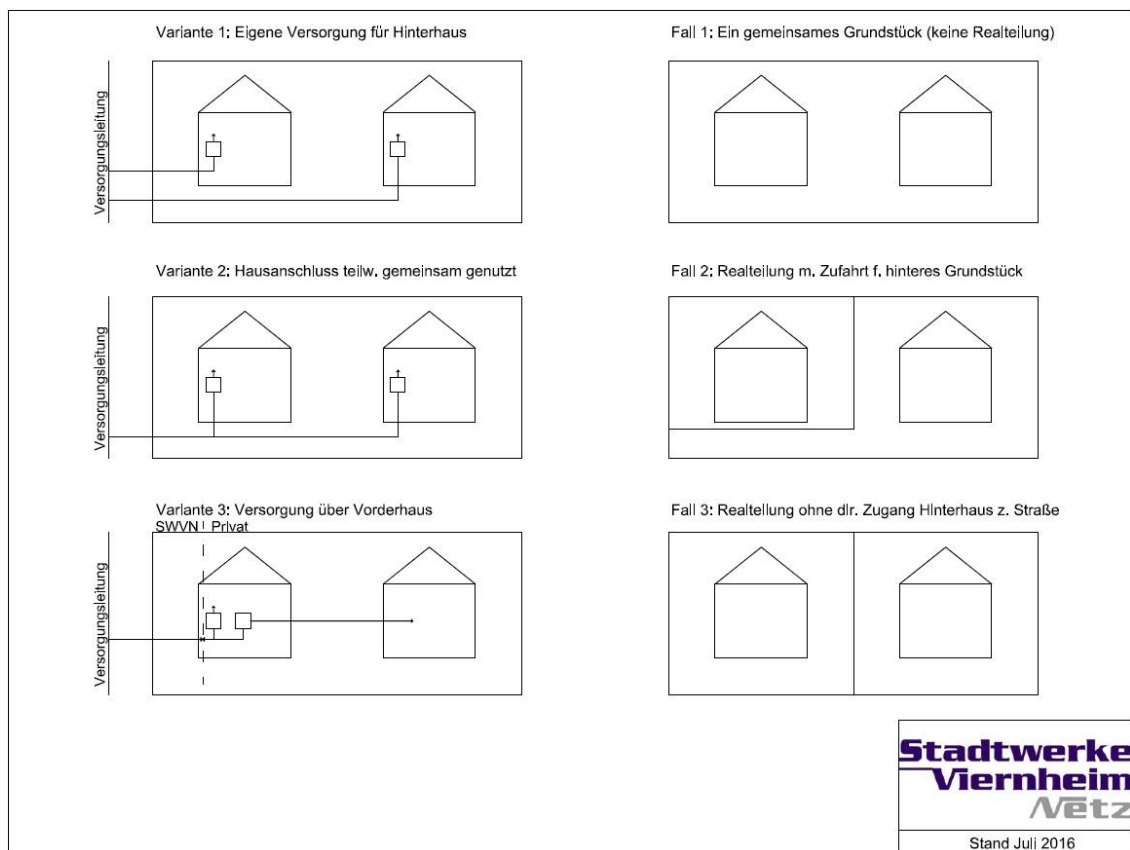 Variante 1: Eigene Versorgung für Hinterhaus
Versorgungsleitung
Variante 2: Hausanschluss teilw. gemeinsam genutzt
Versorgungsleitung
Variante 3: Versorgung über Vorderhaus
SWVN Privat
Versorgungsleitung
Fall 1: Ein gemeinsames Grundstück (keine Realteilung)
Fall 2: Realteilung m. Zufahrt f. hinteres Grundstück
Fall 3: Realteilung ohne dir. Zugang Hinterhaus z. Straße
Stadtwerke
Viernheim
Netz
Stand Juli 2016